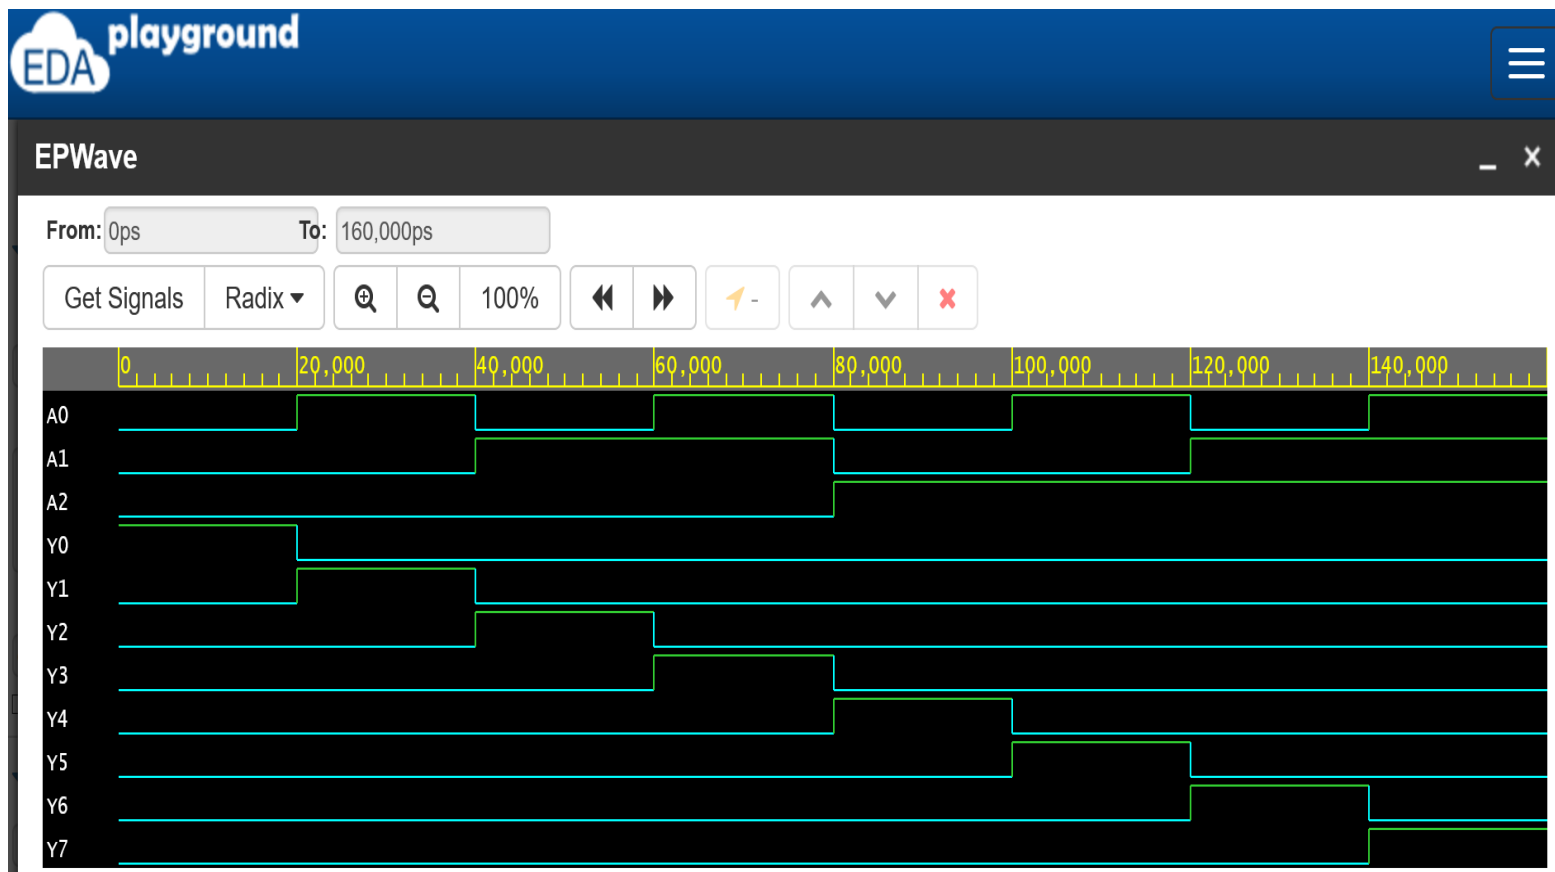 EDA playground
EPWave
From: 0ps To: 160,000ps
Get Signals Radix 100% -
0 20,000 40,000 60,000 80,000 100,000 120,000 140,000
A0
A1
A2
Y0
Y1
Y2
Y3
Y4
Y5
Y6
Y7